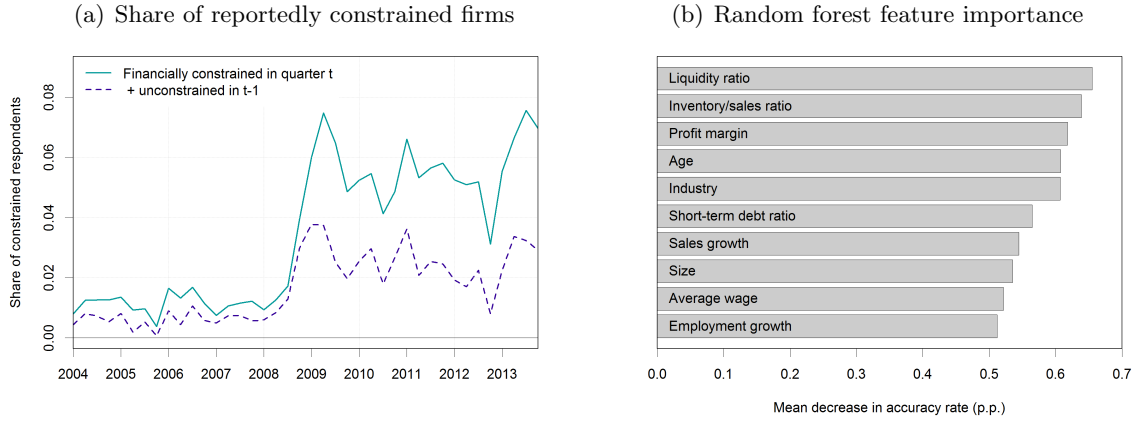 (a) Share of reportedly constrained firms
Share of constrained respondents
0.08
0.06
0.04
0.02
0.00
Financially constrained in quarter t
+ unconstrained in t-1
2004 2005 2006 2007 2008 2009 2010 2011 2012 2013
(b) Random forest feature importance
Liquidity ratio
Inventory/sales ratio
Profit margin
Age
Industry
Short-term debt ratio
Sales growth
Size
Average wage
Employment growth
0.0 0.1 0.2 0.3 0.4 0.5 0.6 0.7
Mean decrease in accuracy rate (p.p.)